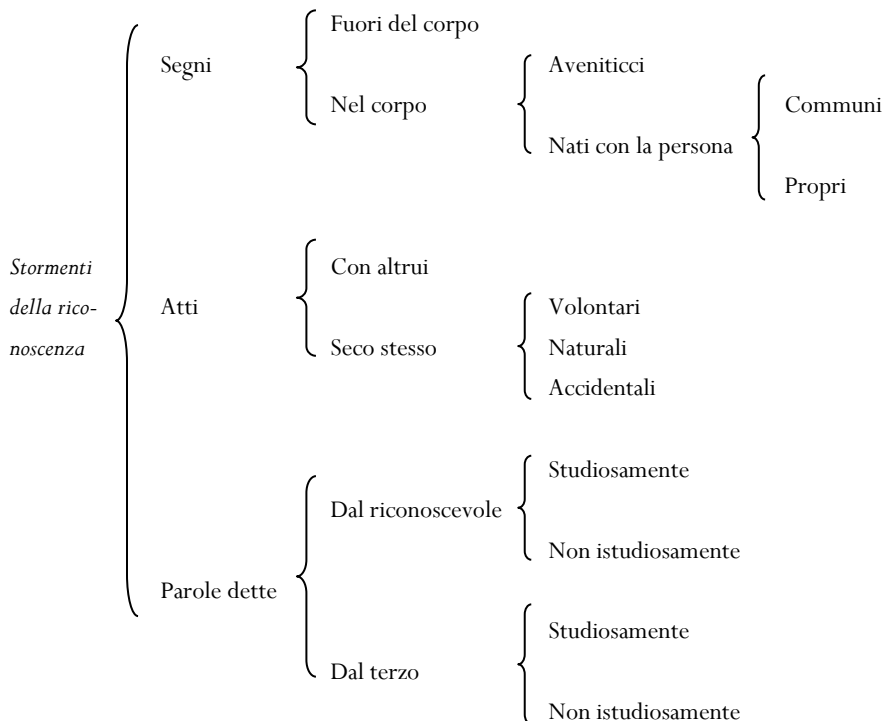 Fuori del corpo
Segni
Aveniticci
Nel corpo
Communi
Nati con la persona
Propri
Stormenti
della rico-
noscenza
Con altrui
Atti
Volontari
Seco stesso
Naturali
Accidentali
Studiosamente
Dal riconoscevole
Non istudiosamente
Parole dette
Studiosamente
Dal terzo
Non istudiosamente